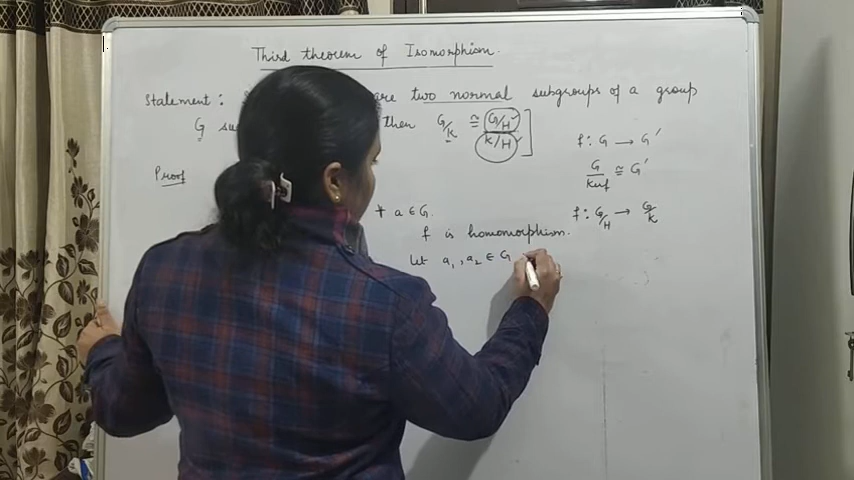 Third theorem of Isomorphism.
Statement : are two normal subgroups of a group
G then G/K ≅ G/H / K/H
f : G → G'
G/Kerf ≅ G'
Proof
∀ a ∈ G.
f : G/H → G/K
f is homomorphism.
let a₁, a₂ ∈ G